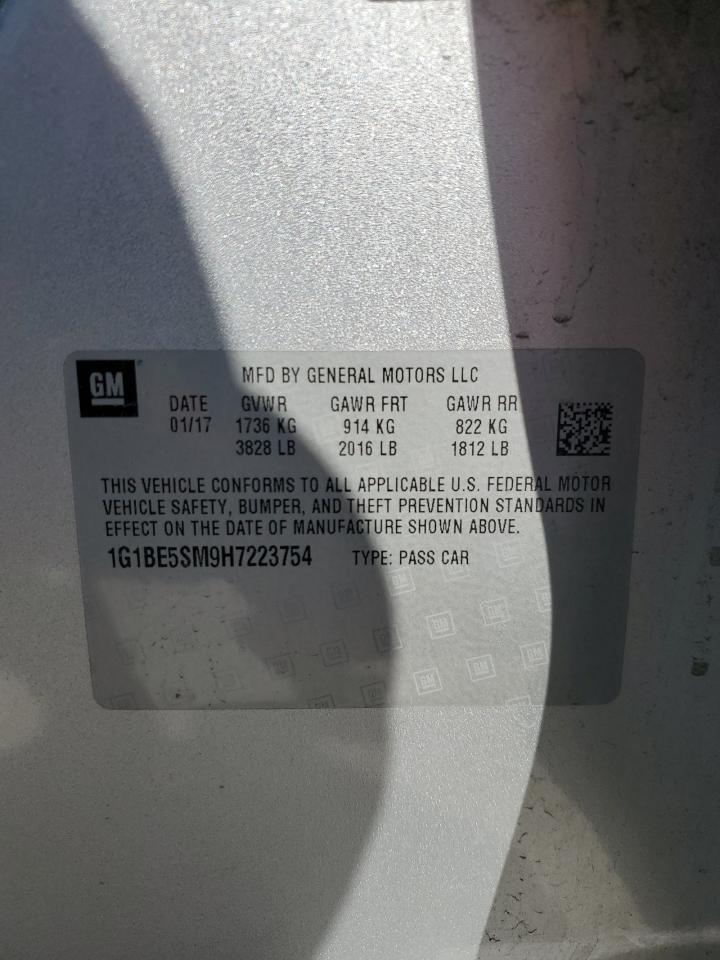 GM
MFD BY GENERAL MOTORS LLC
DATE GVWR GAWR FRT GAWR RR
01/17 1736 KG 914 KG 822 KG
3828 LB 2016 LB 1812 LB
THIS VEHICLE CONFORMS TO ALL APPLICABLE U.S. FEDERAL MOTOR
VEHICLE SAFETY, BUMPER, AND THEFT PREVENTION STANDARDS IN
EFFECT ON THE DATE OF MANUFACTURE SHOWN ABOVE.
1G1BE5SM9H7223754 TYPE: PASS CAR